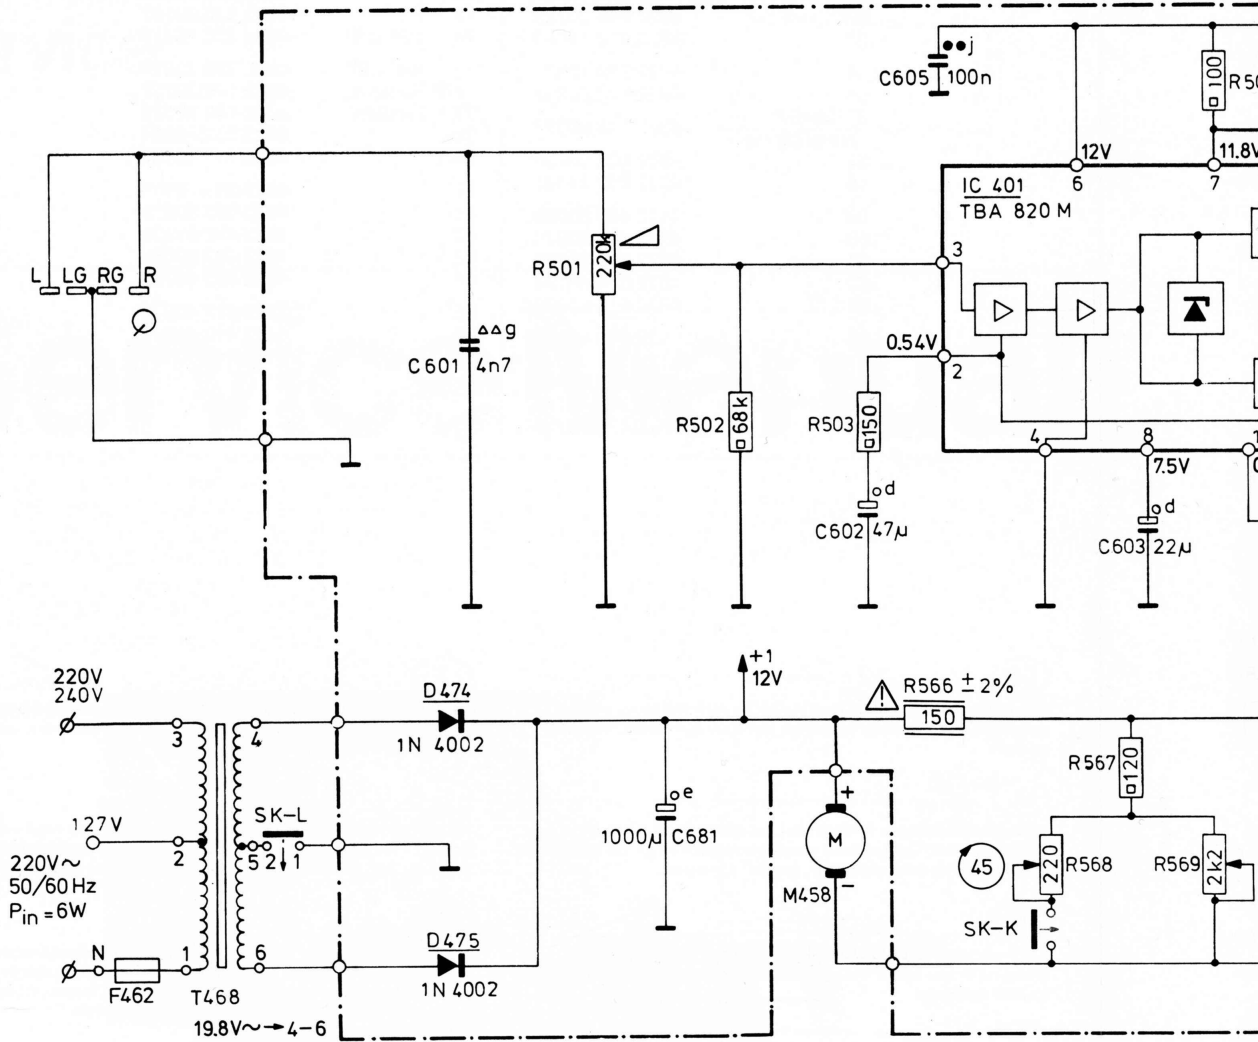 j
C605 100n
□ 100
12V
6
11.8V
7
IC 401
TBA 820 M
L LG RG R
R501
220k
3
0.54V
2
△△g
C601 4n7
R502
□ 68k
R503
□ 150
d
C602 47µ
4
8
7.5V
d
C603 22µ
220V
240V
3
4
D474
1N 4002
+1
12V
⚠ R566 ± 2%
150
R567
□ 120
127V
2
SK-L
5 2 1
e
1000µ C681
+
M
M458
-
45
220
R568
R569
2k2
SK-K
220V~
50/60 Hz
Pin = 6W
N
F462
1
T468
6
D475
1N 4002
19.8V~ → 4-6